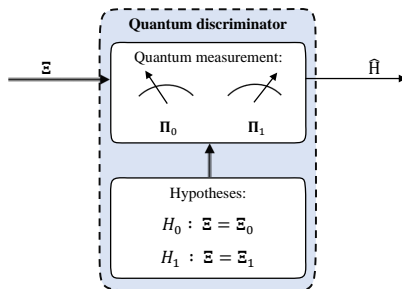 Quantum discriminator
Quantum measurement:
Ξ
Ĥ
Π₀ Π₁
Hypotheses:
H₀ : Ξ = Ξ₀
H₁ : Ξ = Ξ₁